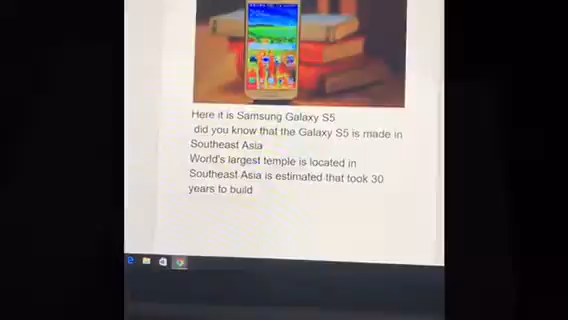 Here it is Samsung Galaxy S5
did you know that the Galaxy S5 is made in
Southeast Asia
World's largest temple is located in
Southeast Asia is estimated that took 30
years to build